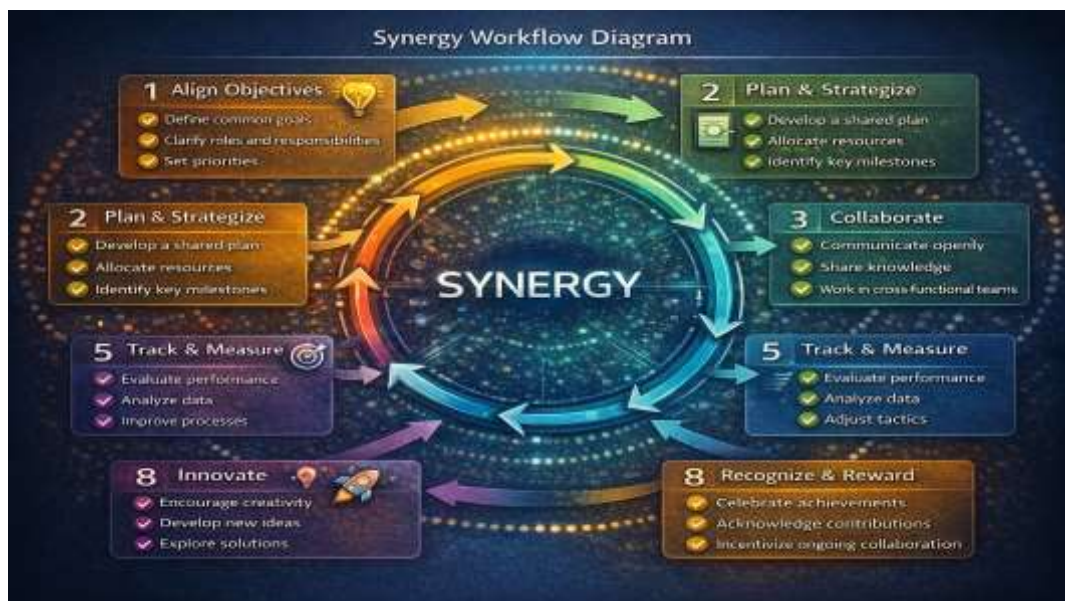 Synergy Workflow Diagram
1 Align Objectives
Define common goals
Clarify roles and responsibilities
Set priorities
2 Plan & Strategize
Develop a shared plan
Allocate resources
Identify key milestones
2 Plan & Strategize
Develop a shared plan
Allocate resources
Identify key milestones
3 Collaborate
Communicate openly
Share knowledge
Work in cross-functional teams
SYNERGY
5 Track & Measure
Evaluate performance
Analyze data
Improve processes
5 Track & Measure
Evaluate performance
Analyze data
Adjust tactics
8 Innovate
Encourage creativity
Develop new ideas
Explore solutions
8 Recognize & Reward
Celebrate achievements
Acknowledge contributions
Incentivize ongoing collaboration